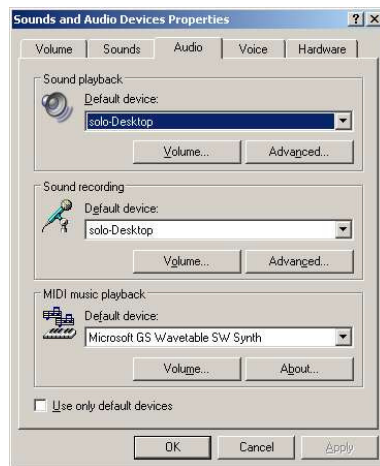 Sounds and Audio Devices Properties
Volume Sounds Audio Voice Hardware
Sound playback
Default device:
solo-Desktop
Volume... Advanced...
Sound recording
Default device:
solo-Desktop
Volume... Advanced...
MIDI music playback
Default device:
Microsoft GS Wavetable SW Synth
Volume... About...
Use only default devices
OK Cancel Apply